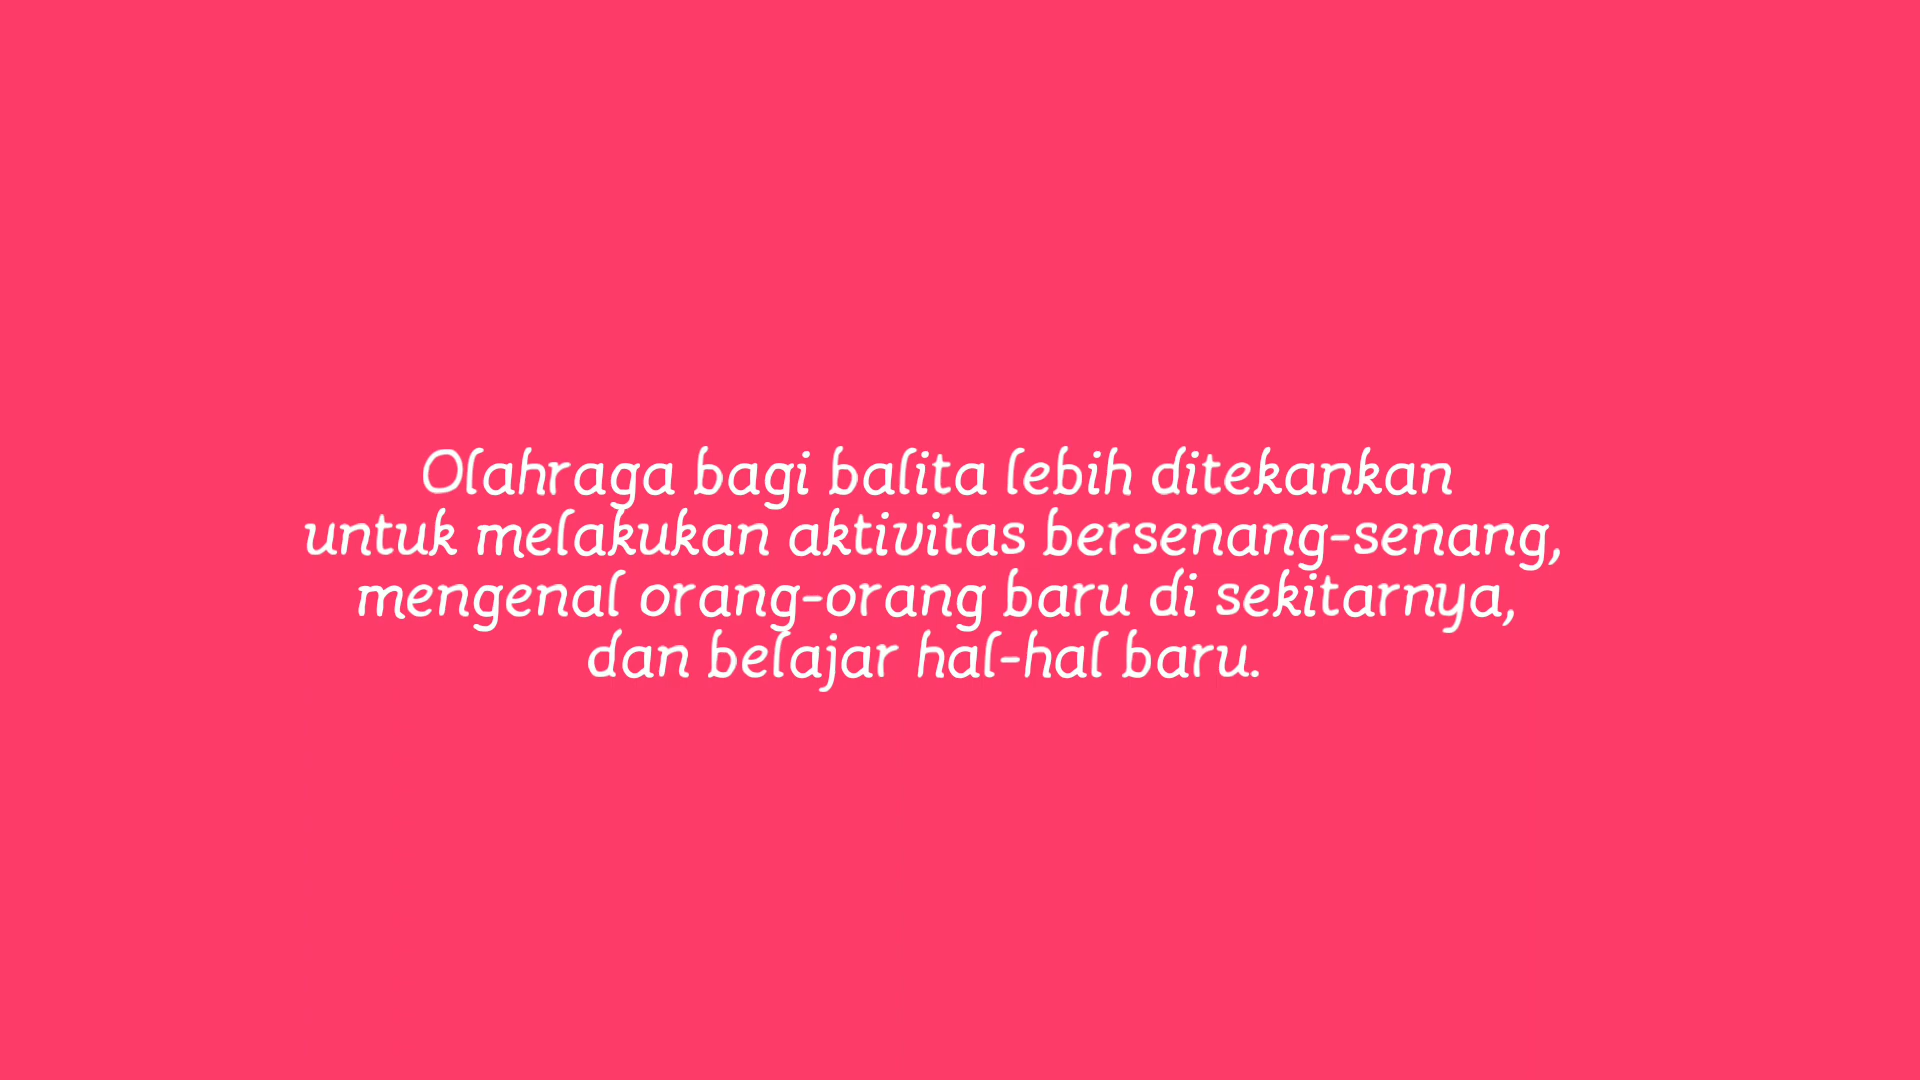 Olahraga bagi balita lebih ditekankan
untuk melakukan aktivitas bersenang-senang,
mengenal orang-orang baru di sekitarnya,
dan belajar hal-hal baru.